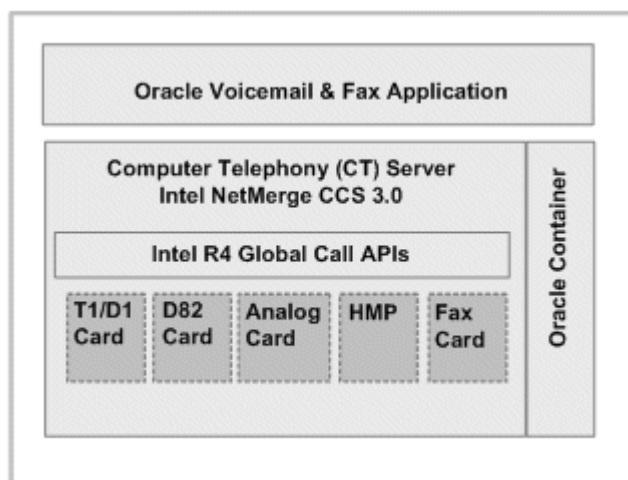 Oracle Voicemail & Fax Application
Computer Telephony (CT) Server
Intel NetMerge CCS 3.0
Intel R4 Global Call APIs
T1/D1
Card
D82
Card
Analog
Card
HMP
Fax
Card
Oracle Container